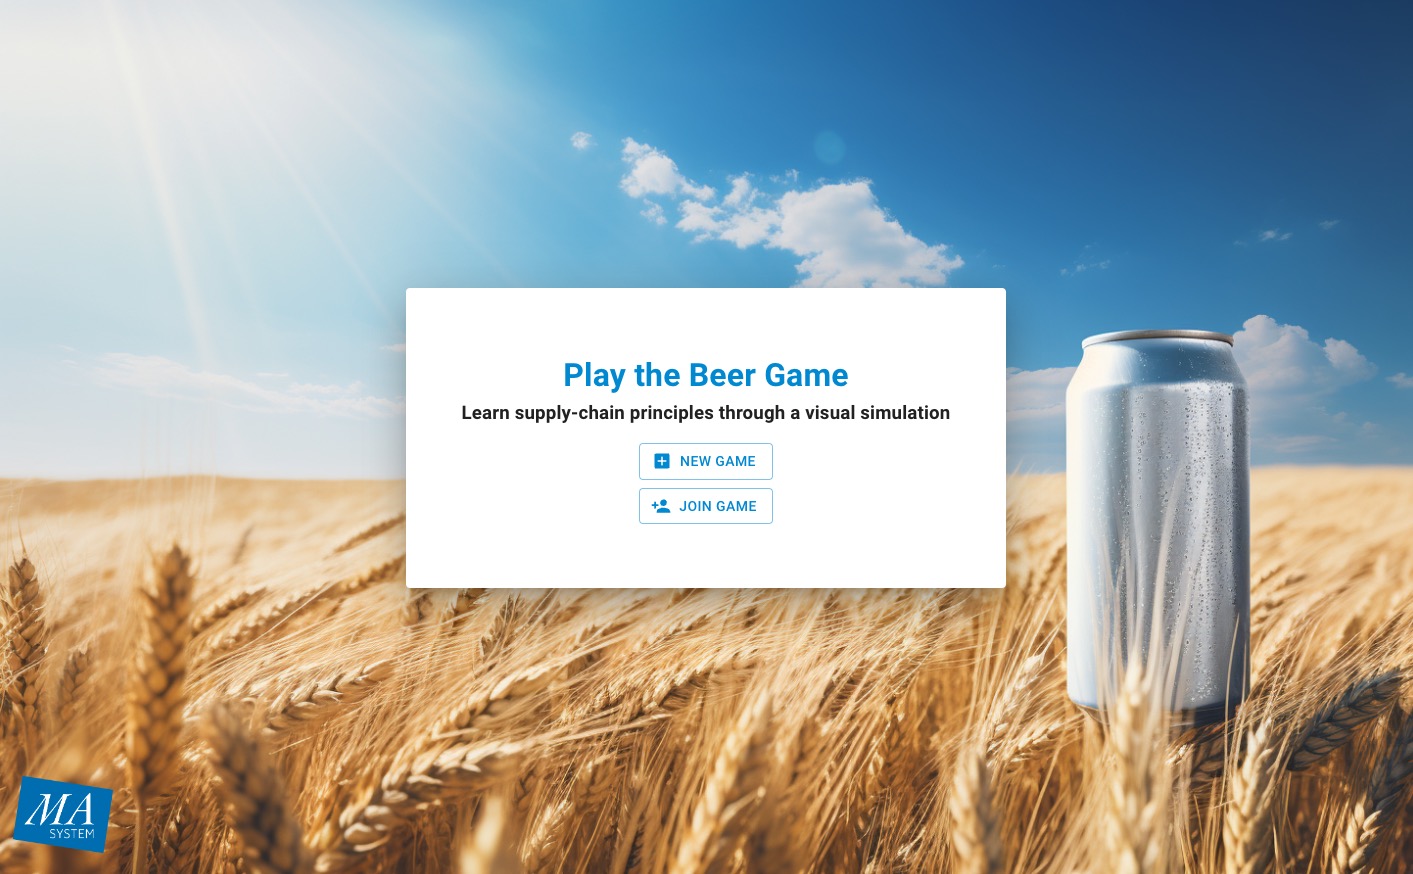 Play the Beer Game
Learn supply-chain principles through a visual simulation
NEW GAME
JOIN GAME
MA
SYSTEM